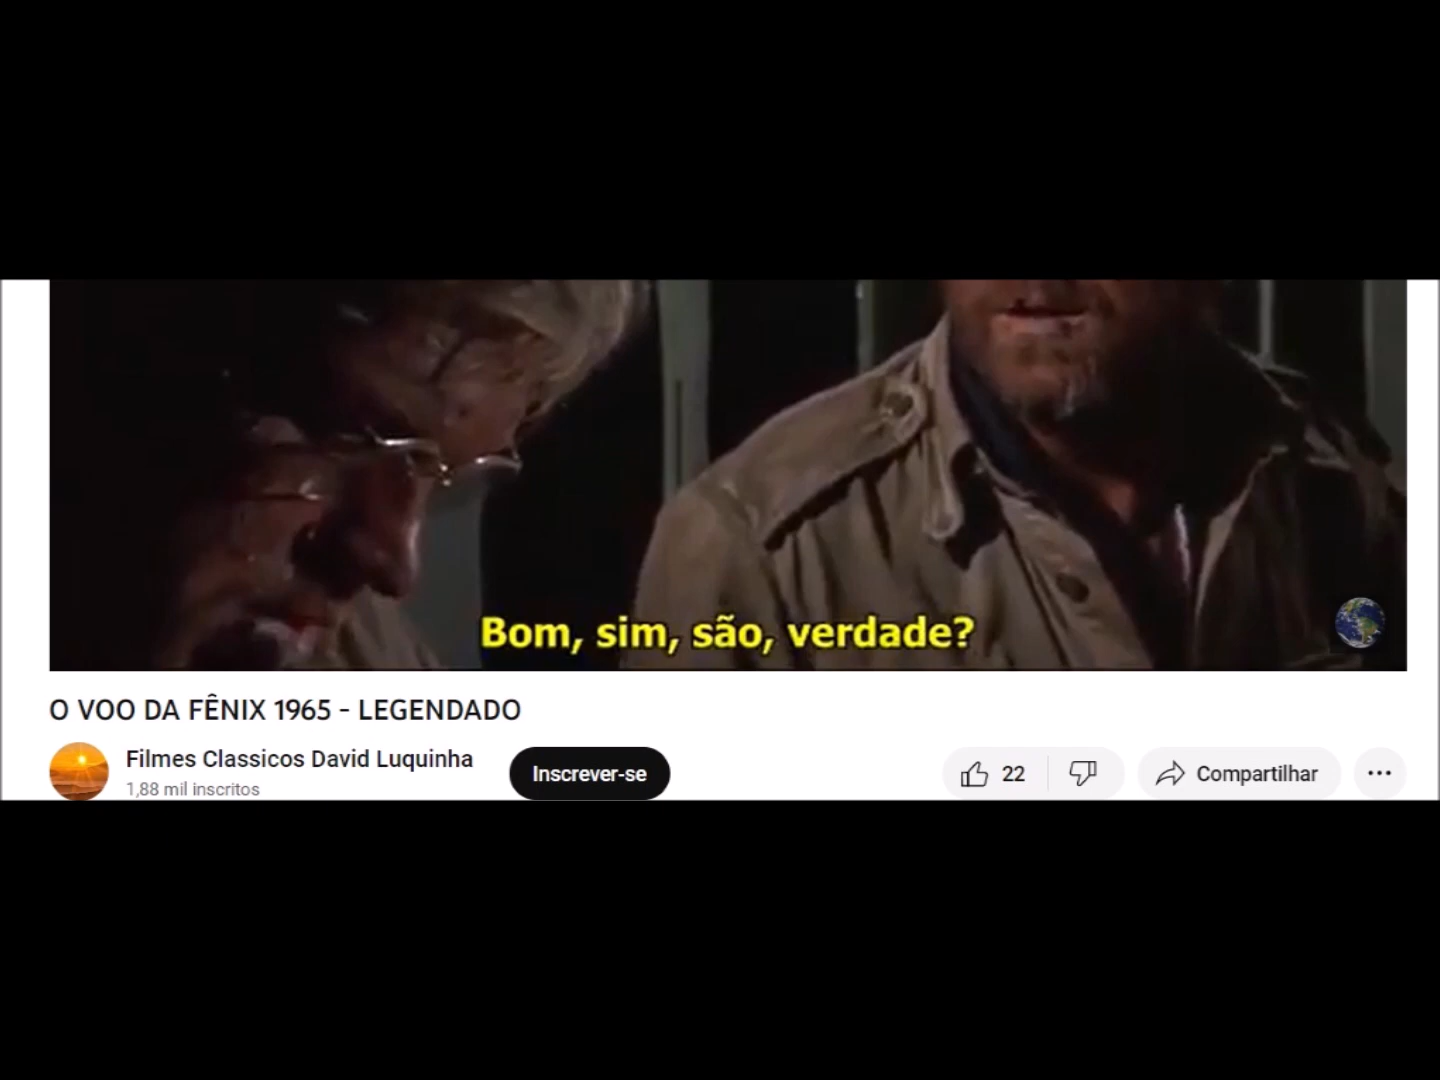 Bom, sim, são, verdade?
O VOO DA FÊNIX 1965 - LEGENDADO
Filmes Classicos David Luquinha
1,88 mil inscritos
Inscrever-se
22
Compartilhar